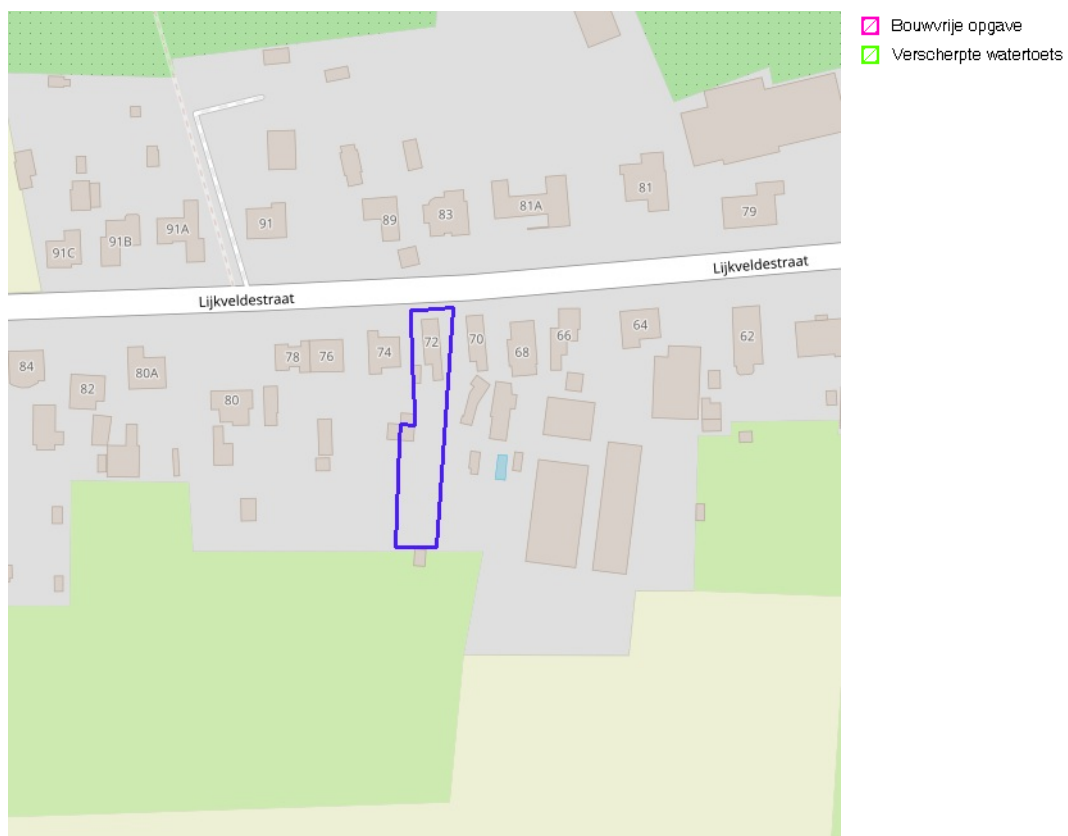 Bouwvrije opgave
Verscherpte watertoets
91C
91B
91A
91
89
83
81A
81
79
Lijkveldestraat
Lijkveldestraat
84
82
80A
80
78
76
74
72
70
68
66
64
62